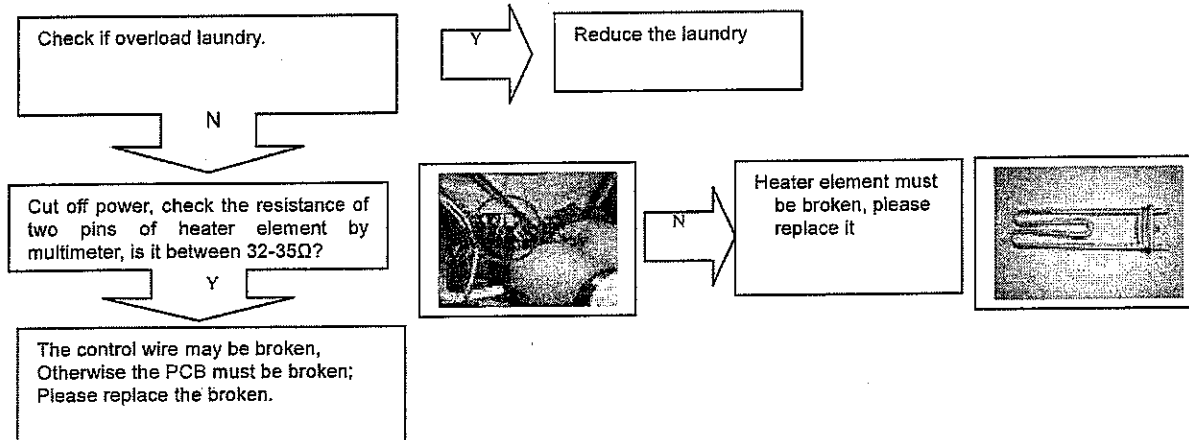 Check if overload laundry.
Y
Reduce the laundry
N
Cut off power, check the resistance of
two pins of heater element by
multimeter, is it between 32-35Ω?
N
Heater element must
be broken, please
replace it
Y
The control wire may be broken,
Otherwise the PCB must be broken;
Please replace the broken.